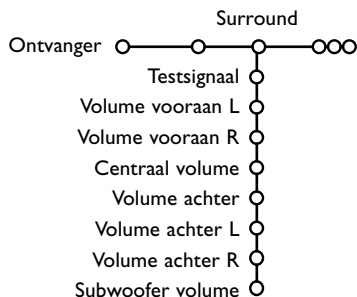 Surround
Ontvanger
Testsignaal
Volume vooraan L
Volume vooraan R
Centraal volume
Volume achter
Volume achter L
Volume achter R
Subwoofer volume